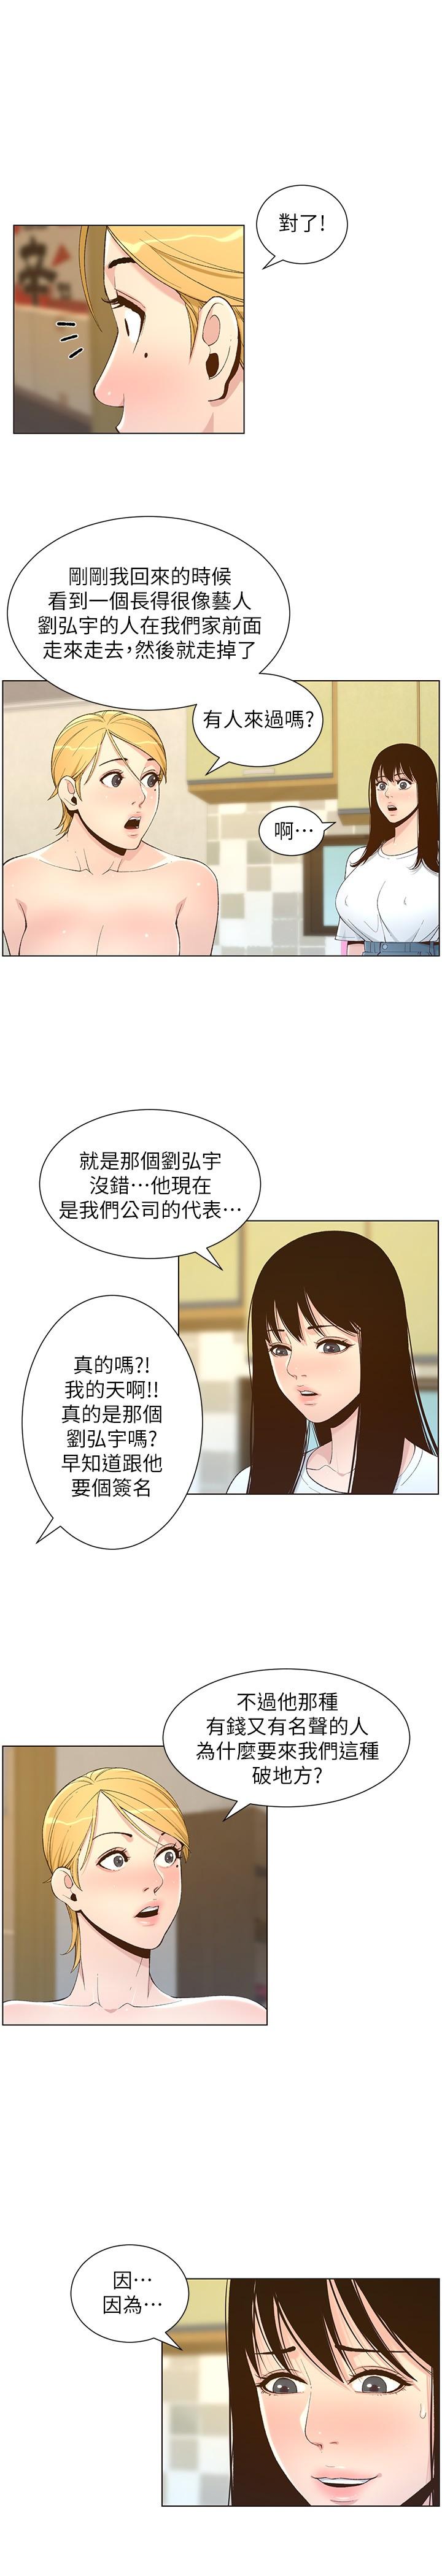 對了!
剛剛我回來的時候
看到一個長得很像藝人
劉弘宇的人在我們家前面
走來走去,然後就走掉了
有人來過嗎?
啊…
就是那個劉弘宇
沒錯…他現在
是我們公司的代表…
真的嗎?!
我的天啊!!
真的是那個
劉弘宇嗎?
早知道跟他
要個簽名
不過他那種
有錢又有名聲的人
為什麼要來我們這種
破地方?
因…
因為…